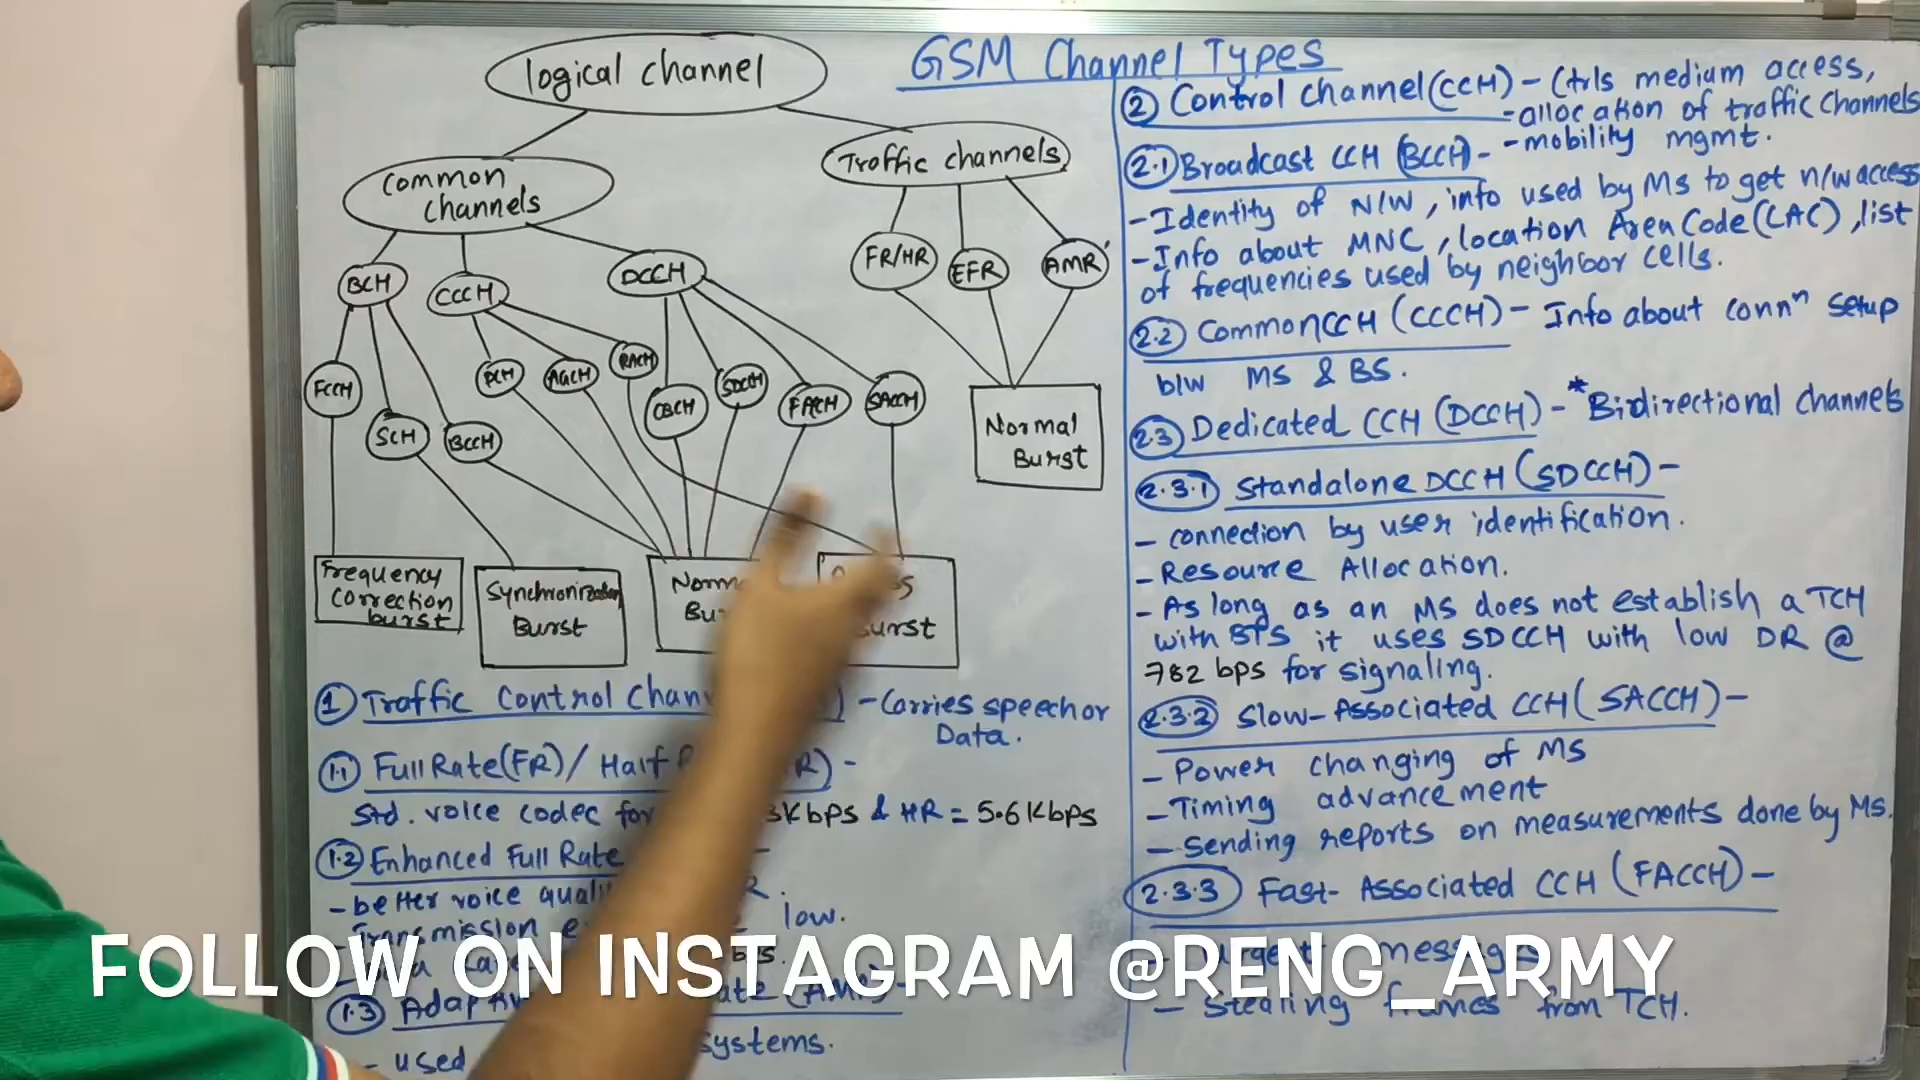 GSM Channel Types
logical channel
Common
channels
Traffic channels
BCH
CCCH
DCCH
FR/HR
EFR
AMR
FCCH
SCH
BCCH
PCH
AGCH
RACH
CBCH
SDCCH
FACH
SACCH
Normal
Burst
Frequency
Correction
burst
Synchronization
Burst
Burst
① Traffic Control - Carries speech or
Data.
1.1 Full Rate (FR) / Half R) -
Std. voice codec for Kbps & HR = 5.6 Kbps
1.2 Enhanced Full Rate
- better voice
- Transmission low.
1.3
- used systems.
② Control channel (CCH) - Ctrls medium access,
- allocation of traffic channels
- mobility mgmt.
2.1 Broadcast CCH (BCCH) -
- Identity of N/W, info used by MS to get n/w access
- Info about MNC, location Area Code (LAC), list
of frequencies used by neighbor cells.
2.2 Common CCH (CCCH) - Info about connⁿ setup
b/w MS & BS.
2.3 Dedicated CCH (DCCH) - *Bidirectional channels
2.3.1 Standalone DCCH (SDCCH) -
- connection by user identification.
- Resource Allocation.
- As long as an MS does not establish a TCH
with BTS it uses SDCCH with low DR @
782 bps for signaling.
2.3.2 Slow-Associated CCH (SACCH) -
- Power changing of MS
- Timing advancement
- Sending reports on measurements done by MS.
2.3.3 Fast-Associated CCH (FACCH) -
- Urgent
- Stealing frames from TCH.
FOLLOW ON INSTAGRAM @RENG_ARMY